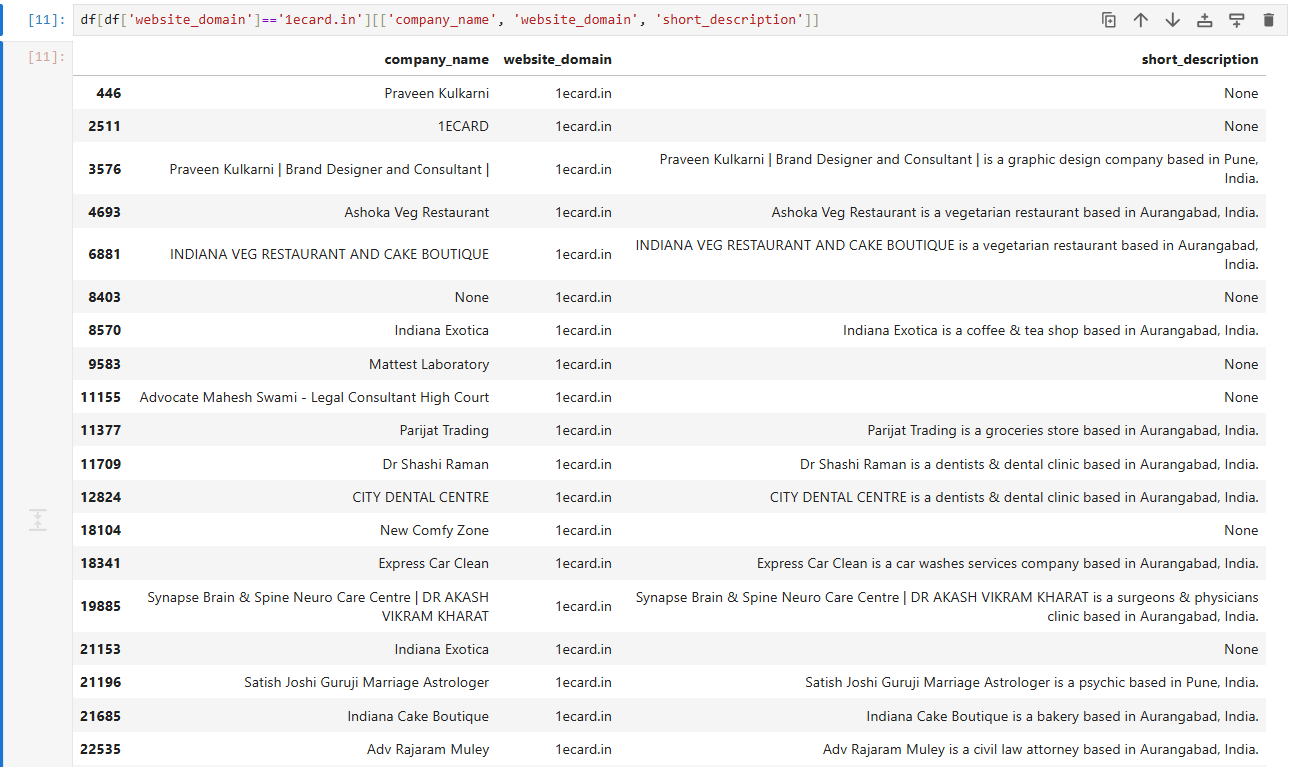 [11]: df[df['website_domain']=='1ecard.in'][['company_name', 'website_domain', 'short_description']]
[11]:
company_name website_domain short_description
446 Praveen Kulkarni 1ecard.in None
2511 1ECARD 1ecard.in None
3576 Praveen Kulkarni | Brand Designer and Consultant | 1ecard.in Praveen Kulkarni | Brand Designer and Consultant | is a graphic design company based in Pune,
India.
4693 Ashoka Veg Restaurant 1ecard.in Ashoka Veg Restaurant is a vegetarian restaurant based in Aurangabad, India.
6881 INDIANA VEG RESTAURANT AND CAKE BOUTIQUE 1ecard.in INDIANA VEG RESTAURANT AND CAKE BOUTIQUE is a vegetarian restaurant based in Aurangabad,
India.
8403 None 1ecard.in None
8570 Indiana Exotica 1ecard.in Indiana Exotica is a coffee & tea shop based in Aurangabad, India.
9583 Mattest Laboratory 1ecard.in None
11155 Advocate Mahesh Swami - Legal Consultant High Court 1ecard.in None
11377 Parijat Trading 1ecard.in Parijat Trading is a groceries store based in Aurangabad, India.
11709 Dr Shashi Raman 1ecard.in Dr Shashi Raman is a dentists & dental clinic based in Aurangabad, India.
12824 CITY DENTAL CENTRE 1ecard.in CITY DENTAL CENTRE is a dentists & dental clinic based in Aurangabad, India.
18104 New Comfy Zone 1ecard.in None
18341 Express Car Clean 1ecard.in Express Car Clean is a car washes services company based in Aurangabad, India.
19885 Synapse Brain & Spine Neuro Care Centre | DR AKASH
VIKRAM KHARAT 1ecard.in Synapse Brain & Spine Neuro Care Centre | DR AKASH VIKRAM KHARAT is a surgeons & physicians
clinic based in Aurangabad, India.
21153 Indiana Exotica 1ecard.in None
21196 Satish Joshi Guruji Marriage Astrologer 1ecard.in Satish Joshi Guruji Marriage Astrologer is a psychic based in Pune, India.
21685 Indiana Cake Boutique 1ecard.in Indiana Cake Boutique is a bakery based in Aurangabad, India.
22535 Adv Rajaram Muley 1ecard.in Adv Rajaram Muley is a civil law attorney based in Aurangabad, India.